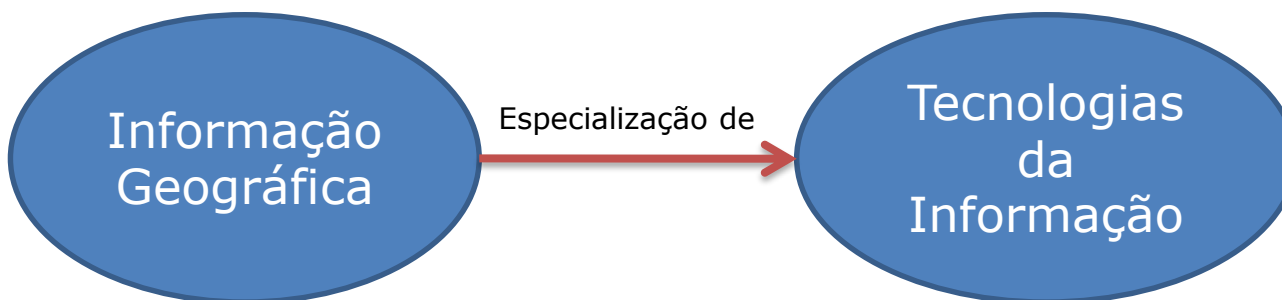 Informação
Geográfica
Especialização de
Tecnologias
da
Informação